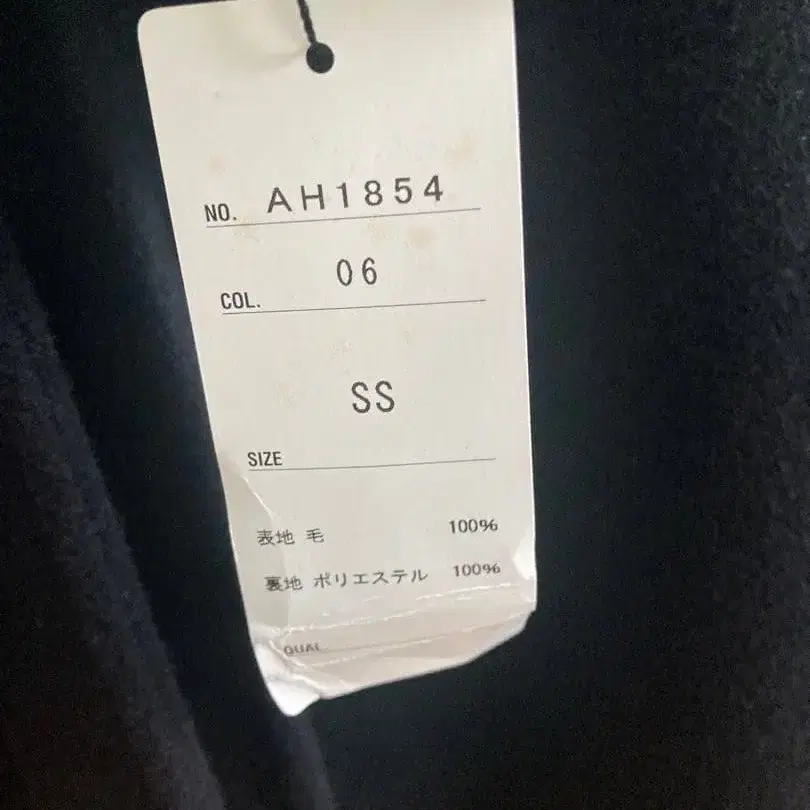 NO. AH1854
COL. 06
SS
SIZE
表地 毛 100%
裏地 ポリエステル 100%
QUAL